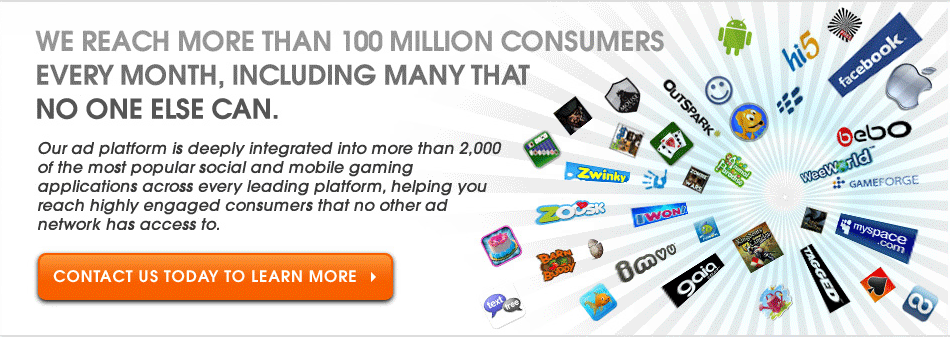 WE REACH MORE THAN 100 MILLION CONSUMERS
EVERY MONTH, INCLUDING MANY THAT
NO ONE ELSE CAN.
Our ad platform is deeply integrated into more than 2,000
of the most popular social and mobile gaming
applications across every leading platform, helping you
reach highly engaged consumers that no other ad
network has access to.
CONTACT US TODAY TO LEARN MORE
hi5
facebook.
OUTSPARK
bebo
WeeWorld™
GAMEFORGE
Zwinky
ZOOSK
I WON!
imvu
gaia
TAGGED
myspace
.com
text
tree